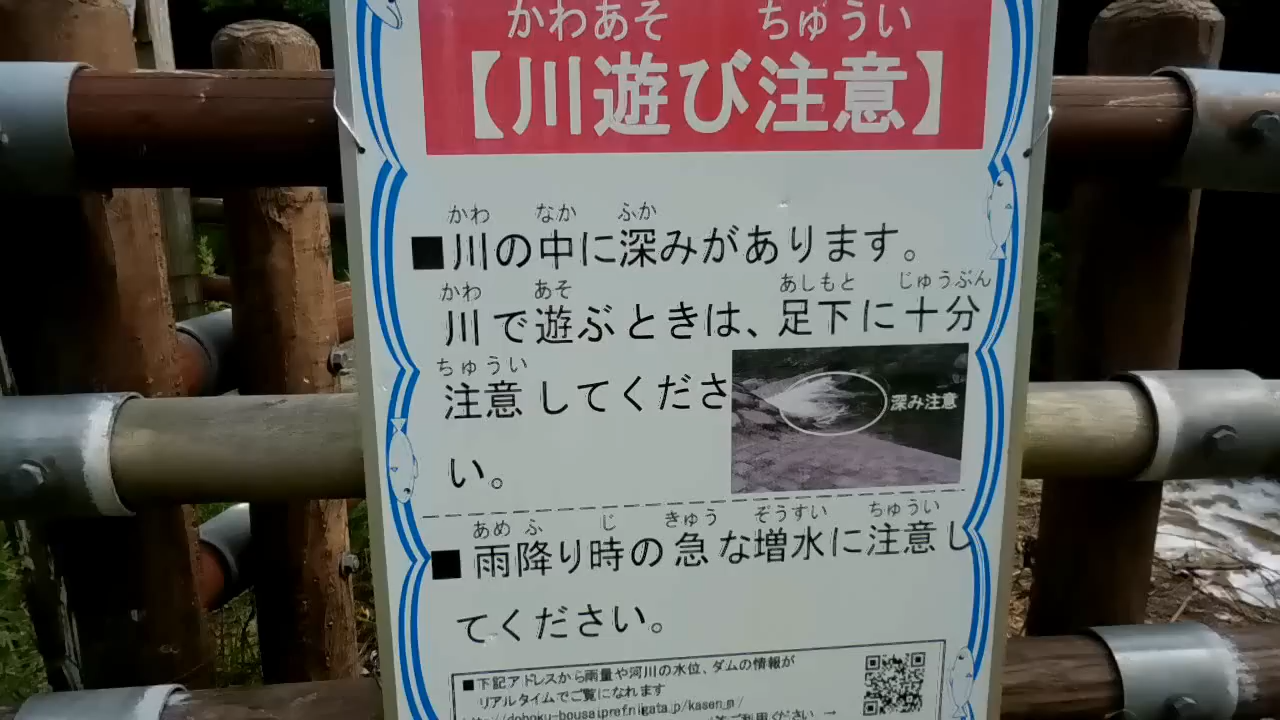 かわあそ ちゅうい
【川遊び注意】
かわ なか ふか
■川の中に深みがあります。
かわ あそ あしもと じゅうぶん
川で遊ぶときは、足下に十分
ちゅうい
注意してくださ
深み注意
い。
あめ ふ じ きゅう ぞうすい ちゅうい
■雨降り時の急な増水に注意し
てください。
■下記アドレスから雨量や河川の水位、ダムの情報が
リアルタイムでご覧になれます
doboku-bousai.pref.niigata.jp/kasen_m/
ご利用ください →